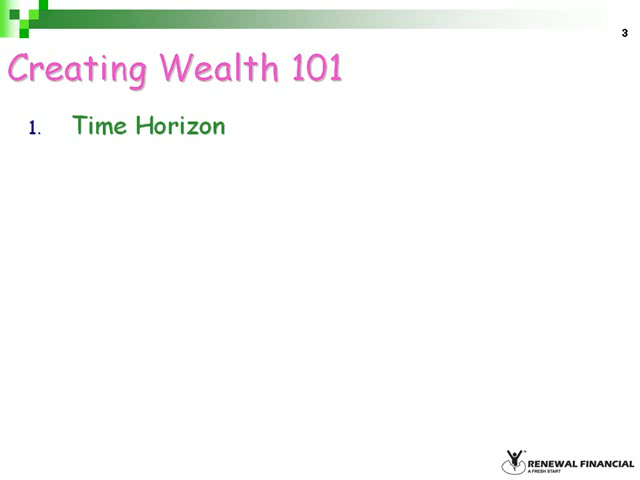 3
Creating Wealth 101
1. Time Horizon
RENEWAL FINANCIAL
A FRESH START